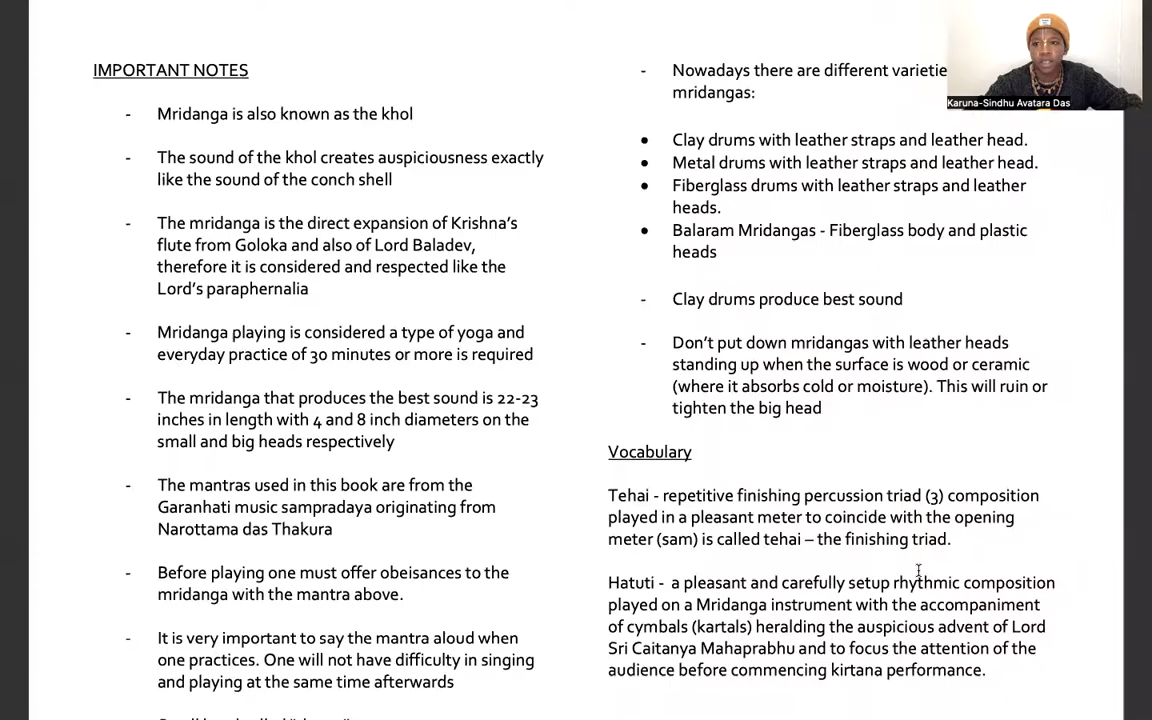 IMPORTANT NOTES
- Mridanga is also known as the khol
- The sound of the khol creates auspiciousness exactly
like the sound of the conch shell
- The mridanga is the direct expansion of Krishna’s
flute from Goloka and also of Lord Baladev,
therefore it is considered and respected like the
Lord’s paraphernalia
- Mridanga playing is considered a type of yoga and
everyday practice of 30 minutes or more is required
- The mridanga that produces the best sound is 22-23
inches in length with 4 and 8 inch diameters on the
small and big heads respectively
- The mantras used in this book are from the
Garanhati music sampradaya originating from
Narottama das Thakura
- Before playing one must offer obeisances to the
mridanga with the mantra above.
- It is very important to say the mantra aloud when
one practices. One will not have difficulty in singing
and playing at the same time afterwards
- Nowadays there are different
mridangas:
• Clay drums with leather straps and leather head.
• Metal drums with leather straps and leather head.
• Fiberglass drums with leather straps and leather
heads.
• Balaram Mridangas - Fiberglass body and plastic
heads
- Clay drums produce best sound
- Don’t put down mridangas with leather heads
standing up when the surface is wood or ceramic
(where it absorbs cold or moisture). This will ruin or
tighten the big head
Vocabulary
Tehai - repetitive finishing percussion triad (3) composition
played in a pleasant meter to coincide with the opening
meter (sam) is called tehai – the finishing triad.
Hatuti - a pleasant and carefully setup rhythmic composition
played on a Mridanga instrument with the accompaniment
of cymbals (kartals) heralding the auspicious advent of Lord
Sri Caitanya Mahaprabhu and to focus the attention of the
audience before commencing kirtana performance.
Karuna-Sindhu Avatara Das